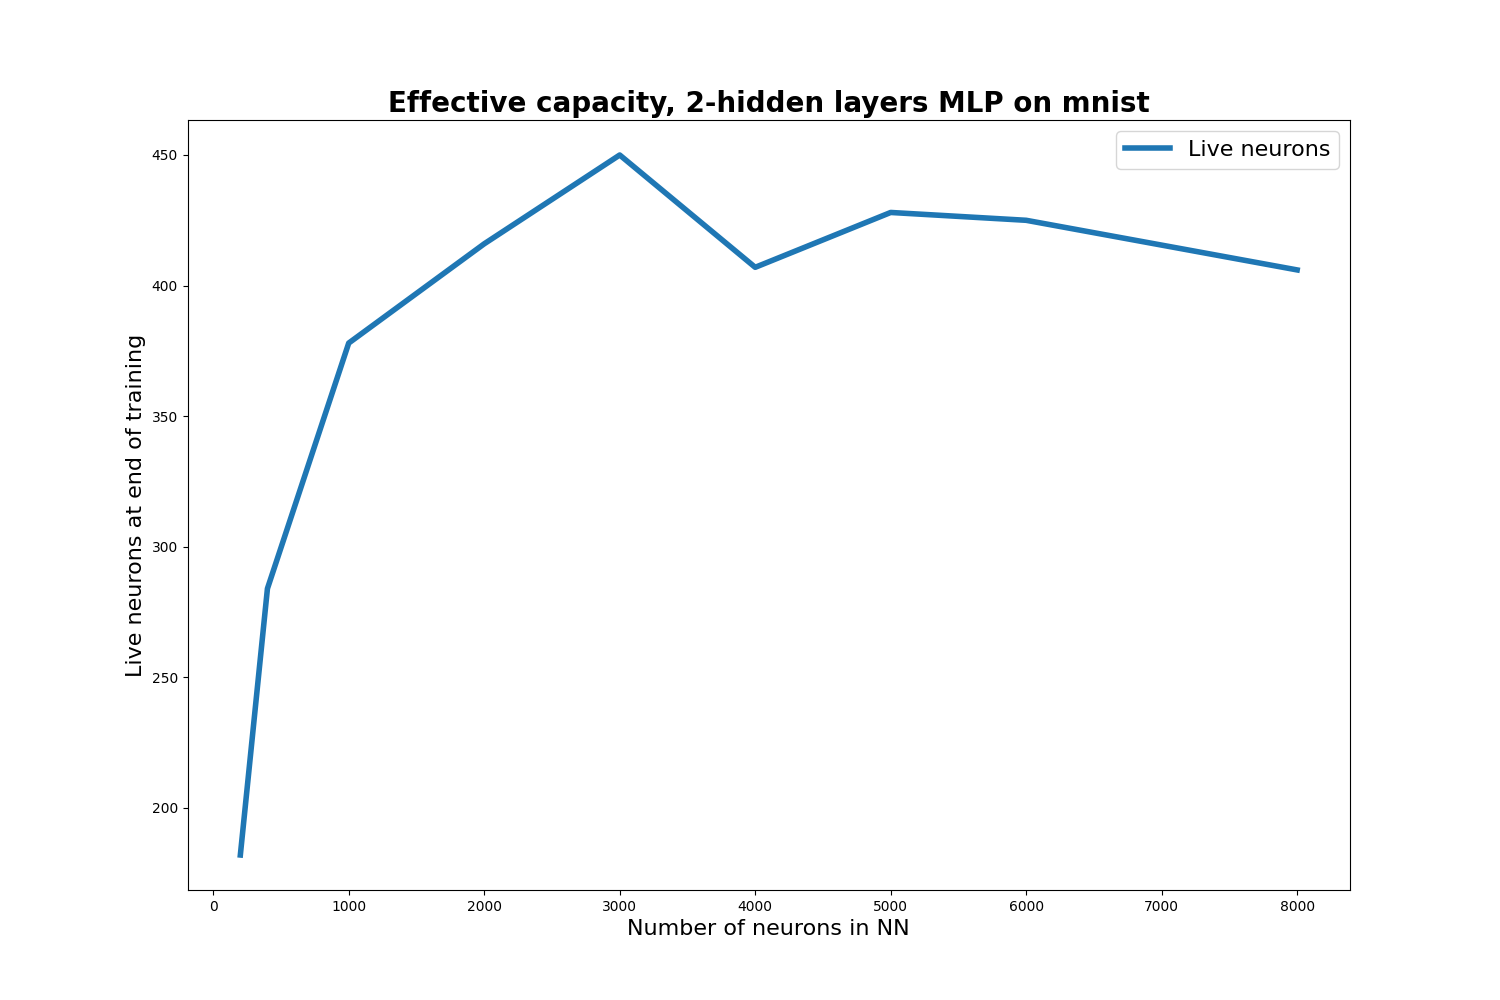 Effective capacity, 2-hidden layers MLP on mnist
Live neurons
450
400
350
300
250
200
Live neurons at end of training
0 1000 2000 3000 4000 5000 6000 7000 8000
Number of neurons in NN